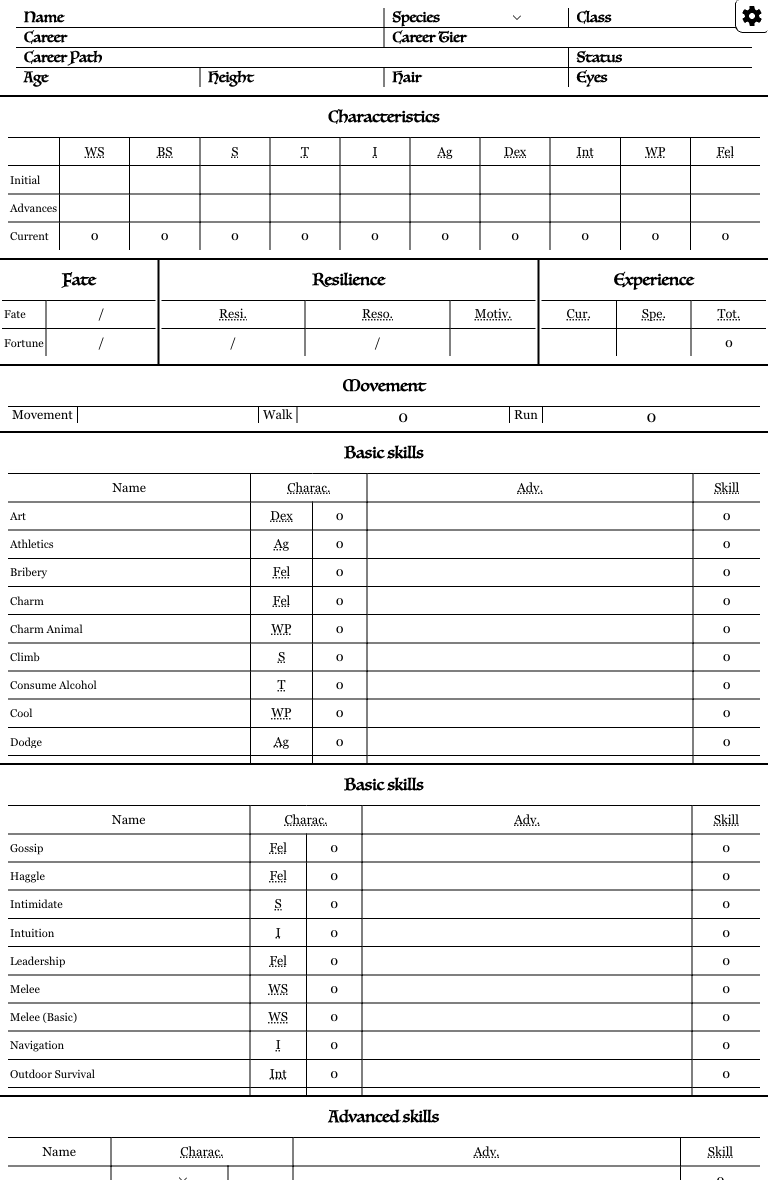 Name Species Class
Career Career Tier
Career Path Status
Age Height Hair Eyes
Characteristics
WS BS S T I Ag Dex Int WP Fel
Initial
Advances
Current 0 0 0 0 0 0 0 0 0 0
Fate Resilience Experience
Fate / Resi. Reso. Motiv. Cur. Spe. Tot.
Fortune / / / 0
Movement
Movement Walk 0 Run 0
Basic skills
Name Charac. Adv. Skill
Art Dex 0 0
Athletics Ag 0 0
Bribery Fel 0 0
Charm Fel 0 0
Charm Animal WP 0 0
Climb S 0 0
Consume Alcohol T 0 0
Cool WP 0 0
Dodge Ag 0 0
Basic skills
Name Charac. Adv. Skill
Gossip Fel 0 0
Haggle Fel 0 0
Intimidate S 0 0
Intuition I 0 0
Leadership Fel 0 0
Melee WS 0 0
Melee (Basic) WS 0 0
Navigation I 0 0
Outdoor Survival Int 0 0
Advanced skills
Name Charac. Adv. Skill